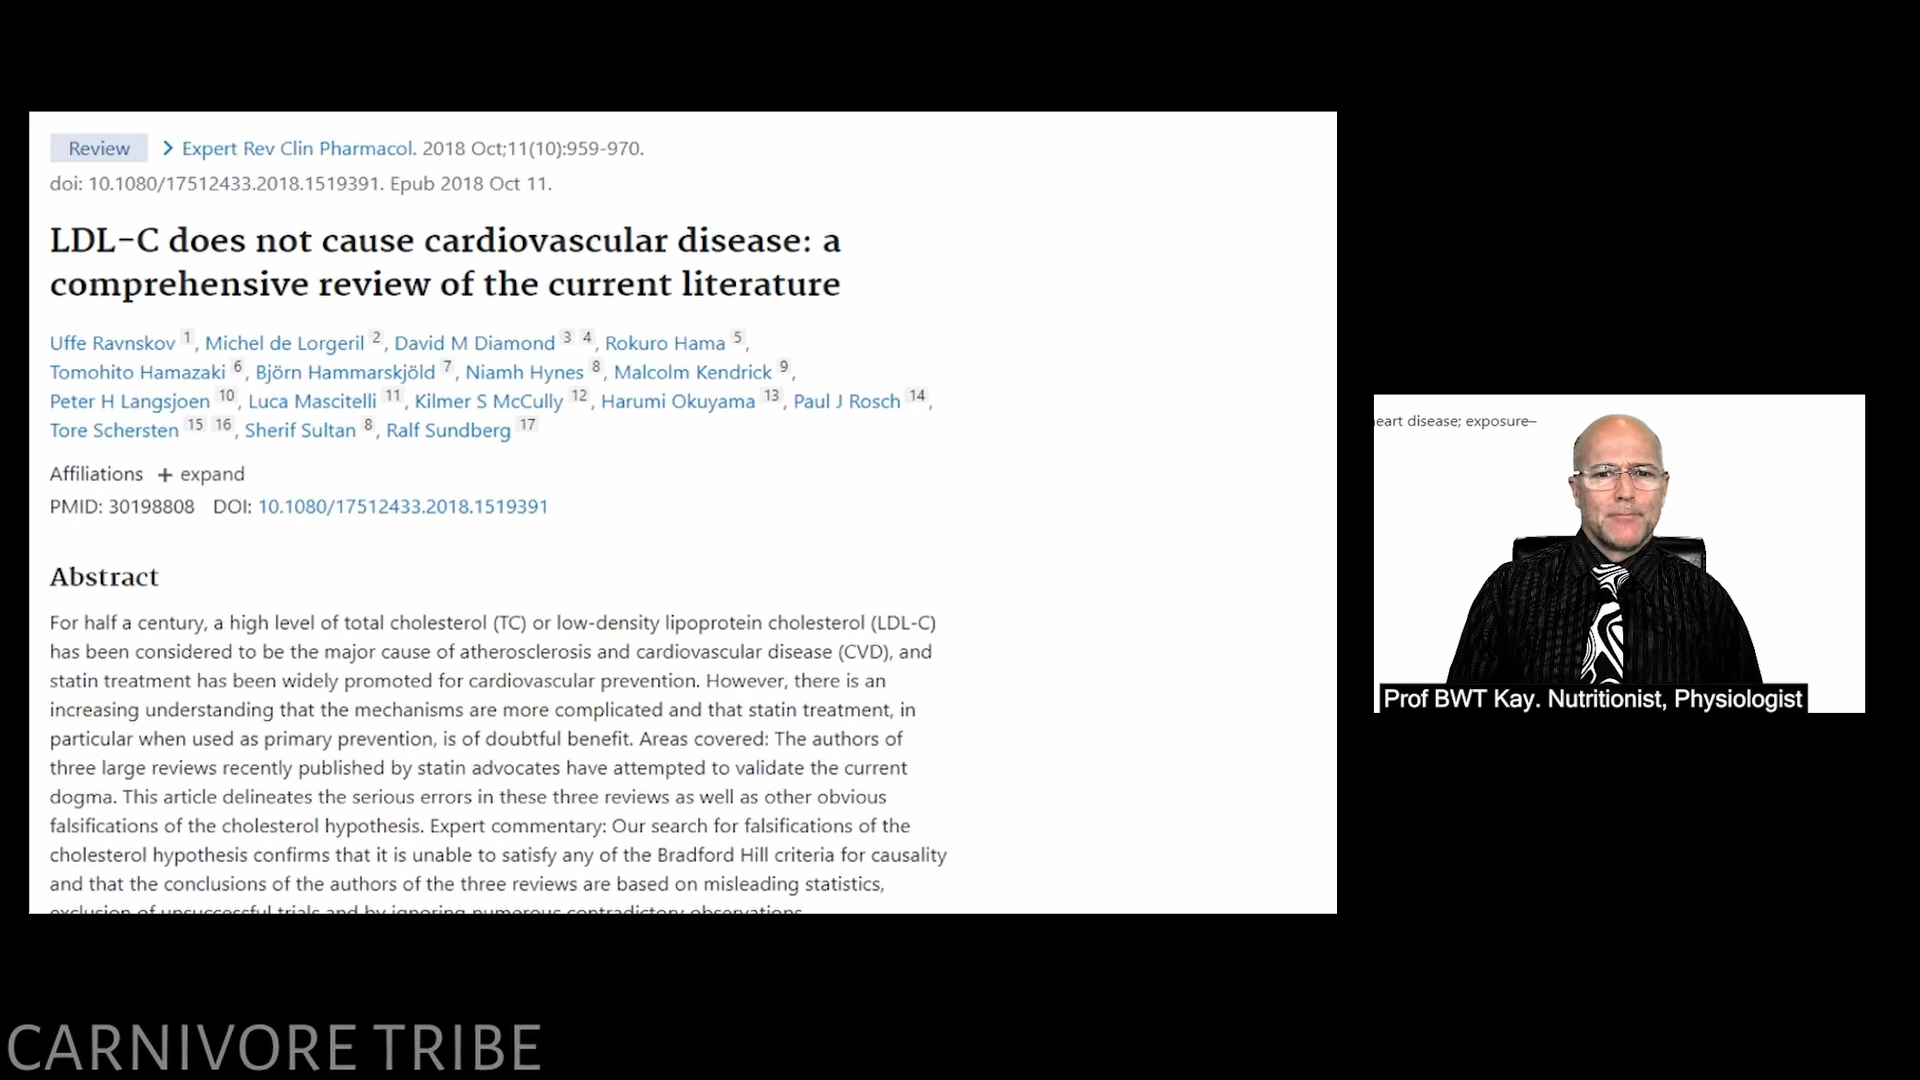 Review > Expert Rev Clin Pharmacol. 2018 Oct;11(10):959-970.
doi: 10.1080/17512433.2018.1519391. Epub 2018 Oct 11.
LDL-C does not cause cardiovascular disease: a
comprehensive review of the current literature
Uffe Ravnskov 1, Michel de Lorgeril 2, David M Diamond 3 4, Rokuro Hama 5,
Tomohito Hamazaki 6, Björn Hammarskjöld 7, Niamh Hynes 8, Malcolm Kendrick 9,
Peter H Langsjoen 10, Luca Mascitelli 11, Kilmer S McCully 12, Harumi Okuyama 13, Paul J Rosch 14,
Tore Schersten 15 16, Sherif Sultan 8, Ralf Sundberg 17
Affiliations + expand
PMID: 30198808 DOI: 10.1080/17512433.2018.1519391
Abstract
For half a century, a high level of total cholesterol (TC) or low-density lipoprotein cholesterol (LDL-C)
has been considered to be the major cause of atherosclerosis and cardiovascular disease (CVD), and
statin treatment has been widely promoted for cardiovascular prevention. However, there is an
increasing understanding that the mechanisms are more complicated and that statin treatment, in
particular when used as primary prevention, is of doubtful benefit. Areas covered: The authors of
three large reviews recently published by statin advocates have attempted to validate the current
dogma. This article delineates the serious errors in these three reviews as well as other obvious
falsifications of the cholesterol hypothesis. Expert commentary: Our search for falsifications of the
cholesterol hypothesis confirms that it is unable to satisfy any of the Bradford Hill criteria for causality
and that the conclusions of the authors of the three reviews are based on misleading statistics,
exclusion of unsuccessful trials and by ignoring numerous contradictory observations.
eart disease; exposure–
Prof BWT Kay. Nutritionist, Physiologist
CARNIVORE TRIBE